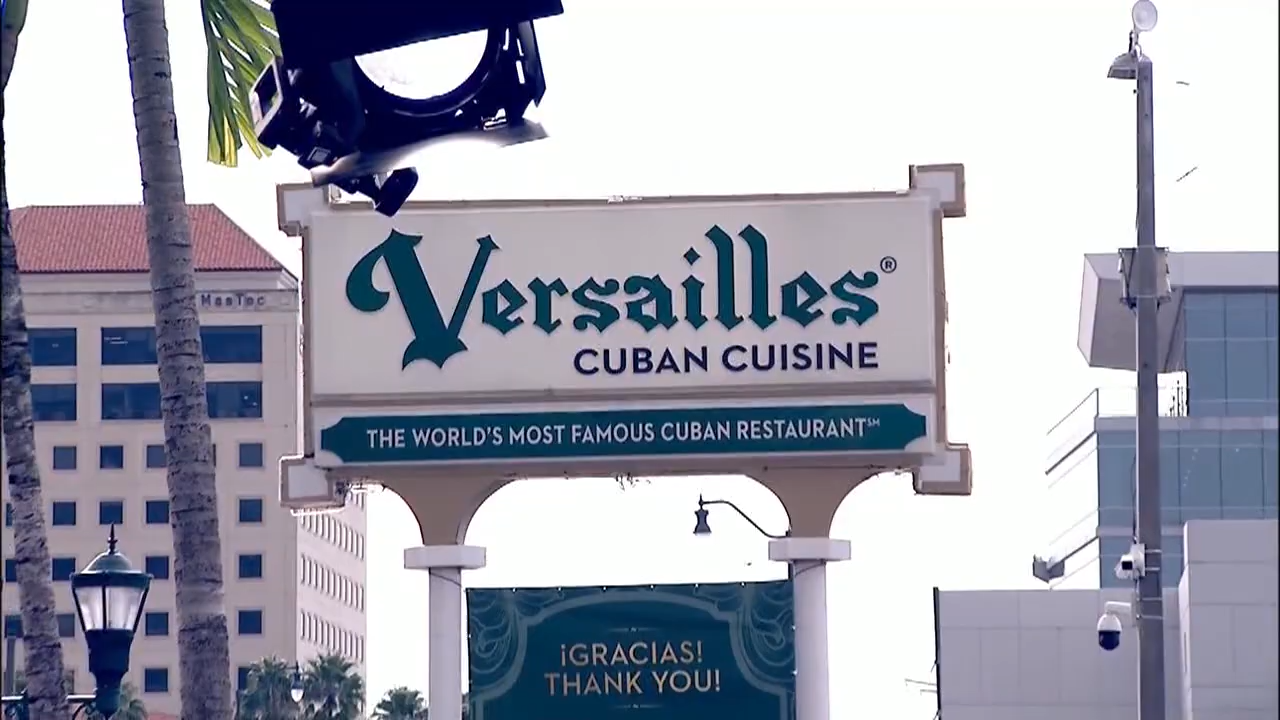 MasTec
Versailles®
CUBAN CUISINE
THE WORLD'S MOST FAMOUS CUBAN RESTAURANT℠
¡GRACIAS!
THANK YOU!